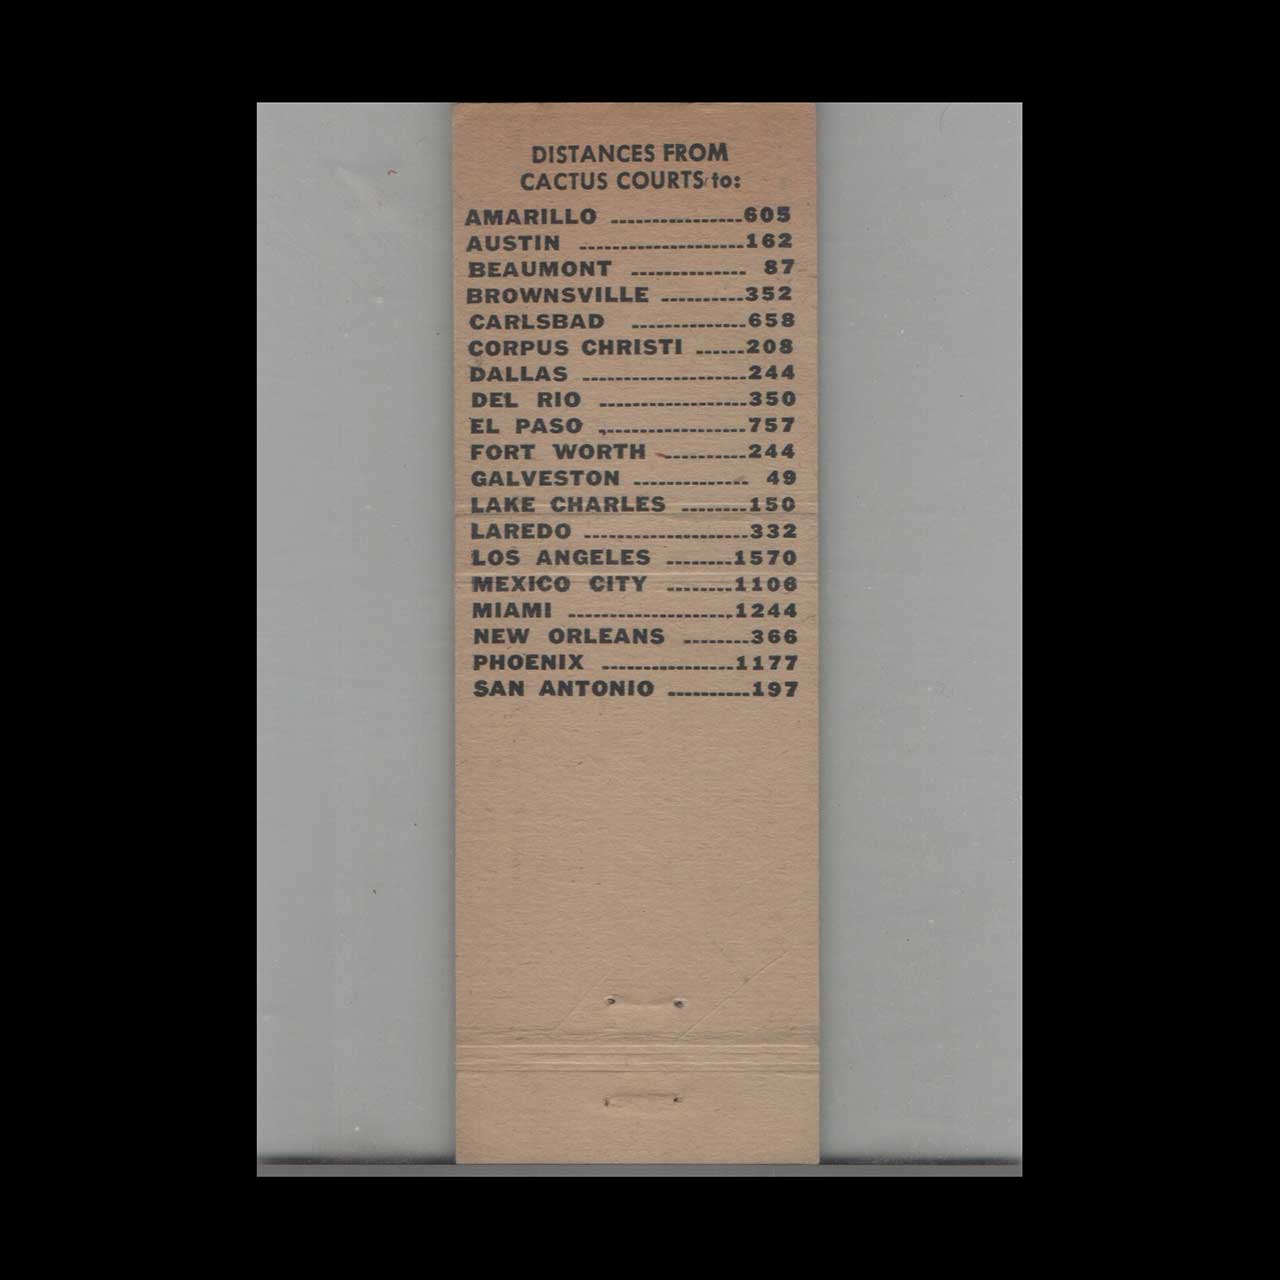 DISTANCES FROM
CACTUS COURTS to:
AMARILLO ----------------605
AUSTIN --------------------162
BEAUMONT -------------- 87
BROWNSVILLE ----------352
CARLSBAD --------------658
CORPUS CHRISTI ------208
DALLAS --------------------244
DEL RIO ------------------350
EL PASO ------------------757
FORT WORTH ----------244
GALVESTON -------------- 49
LAKE CHARLES --------150
LAREDO --------------------332
LOS ANGELES --------1570
MEXICO CITY --------1106
MIAMI --------------------1244
NEW ORLEANS --------366
PHOENIX ----------------1177
SAN ANTONIO ----------197